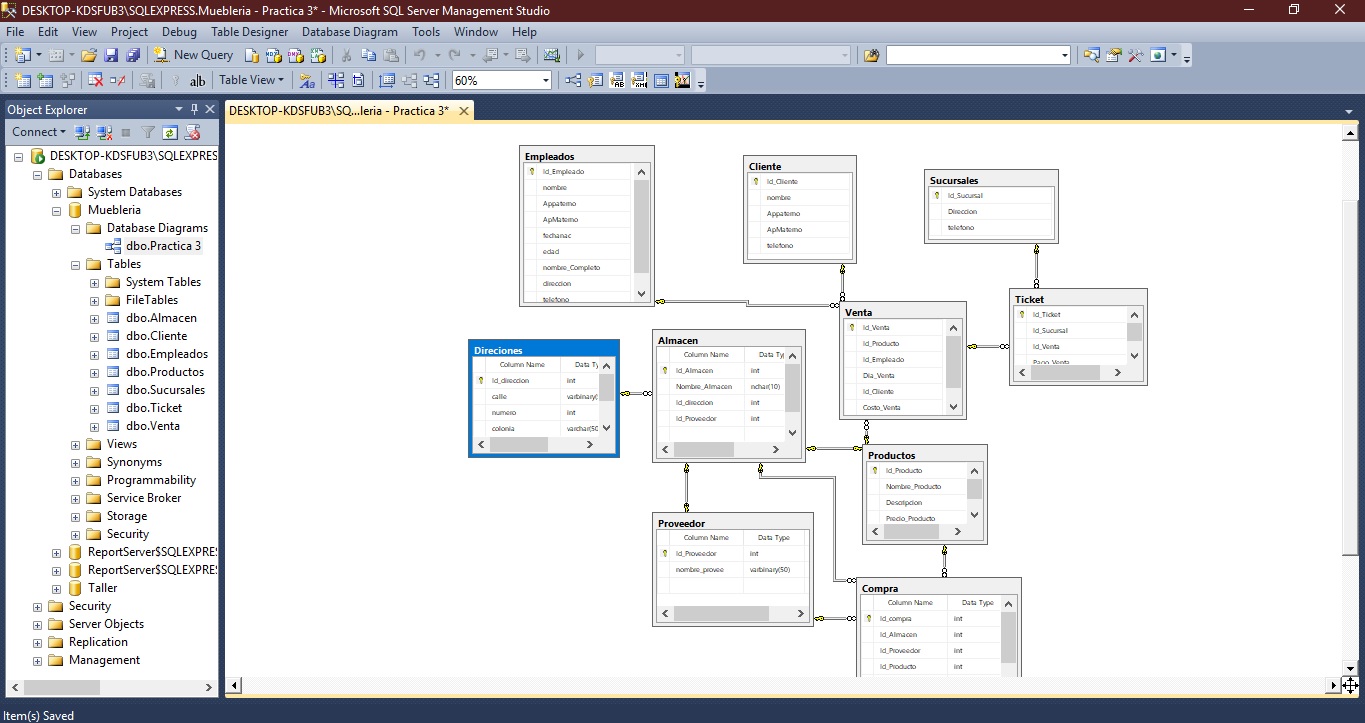 DESKTOP-KDSFUB3\SQLEXPRESS.Muebleria - Practica 3* - Microsoft SQL Server Management Studio
File Edit View Project Debug Table Designer Database Diagram Tools Window Help
New Query
Table View 60%
Object Explorer
Connect
DESKTOP-KDSFUB3\SQLEXPRES
Databases
System Databases
Muebleria
Database Diagrams
dbo.Practica 3
Tables
System Tables
FileTables
dbo.Almacen
dbo.Cliente
dbo.Empleados
dbo.Productos
dbo.Sucursales
dbo.Ticket
dbo.Venta
Views
Synonyms
Programmability
Service Broker
Storage
Security
ReportServer$SQLEXPRE
ReportServer$SQLEXPRE
Taller
Security
Server Objects
Replication
Management
DESKTOP-KDSFUB3\SQ...leria - Practica 3*
Empleados
Id_Empleado
nombre
Appaterno
ApMaterno
fechanac
edad
nombre_Completo
direccion
telefono
Cliente
Id_Cliente
nombre
Appaterno
ApMaterno
telefono
Sucursales
Id_Sucursal
Direccion
telefono
Venta
Id_Venta
Id_Producto
Id_Empleado
Dia_Venta
Id_Cliente
Costo_Venta
Ticket
Id_Ticket
Id_Sucursal
Id_Venta
Pago_Venta
Direciones
Column Name Data Ty
Id_direccion int
calle varbinary(
numero int
colonia varchar(50
Almacen
Column Name Data Ty
Id_Almacen int
Nombre_Almacen nchar(10)
Id_direccion int
Id_Proveedor int
Productos
Id_Producto
Nombre_Producto
Descripcion
Precio_Producto
Proveedor
Column Name Data Type
Id_Proveedor int
nombre_provee varbinary(50)
Compra
Column Name Data Type
Id_compra int
Id_Almacen int
Id_Proveedor int
Id_Producto int
Item(s) Saved